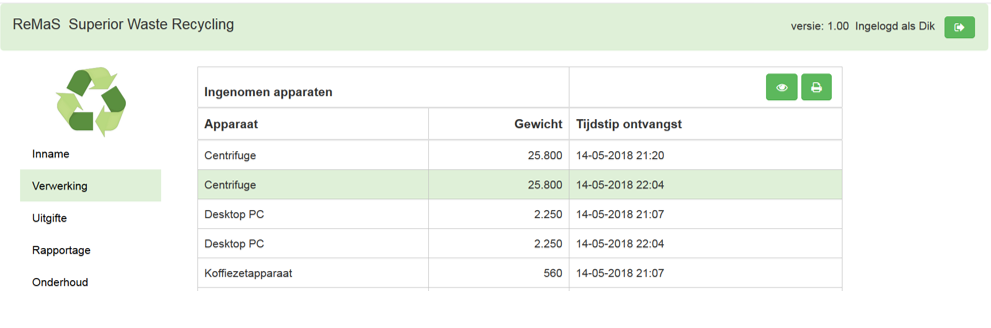 ReMaS Superior Waste Recycling
versie: 1.00 Ingelogd als Dik
Inname
Verwerking
Uitgifte
Rapportage
Onderhoud
Ingenomen apparaten
Apparaat Gewicht Tijdstip ontvangst
Centrifuge 25.800 14-05-2018 21:20
Centrifuge 25.800 14-05-2018 22:04
Desktop PC 2.250 14-05-2018 21:07
Desktop PC 2.250 14-05-2018 22:04
Koffiezetapparaat 560 14-05-2018 21:07